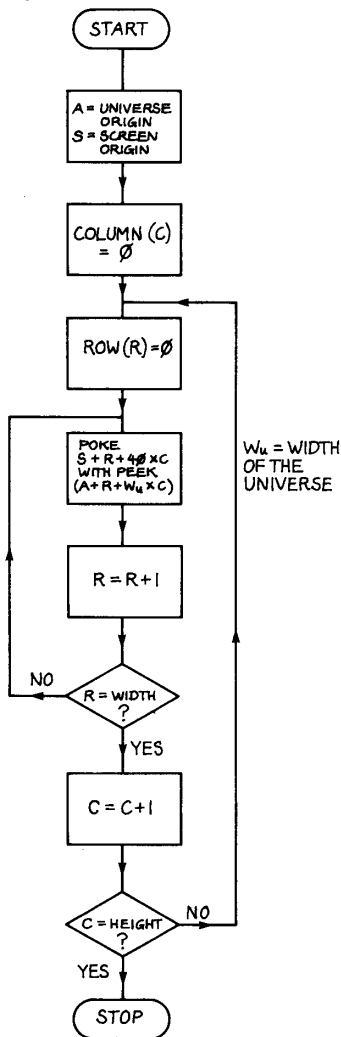 START
A = UNIVERSE
ORIGIN
S = SCREEN
ORIGIN
COLUMN (C)
= Ø
ROW (R) = Ø
POKE
S + R + 4Ø × C
WITH PEEK
(A + R + Wu × C)
Wu = WIDTH
OF THE
UNIVERSE
R = R + 1
NO
R = WIDTH
?
YES
C = C + 1
C = HEIGHT
?
NO
YES
STOP